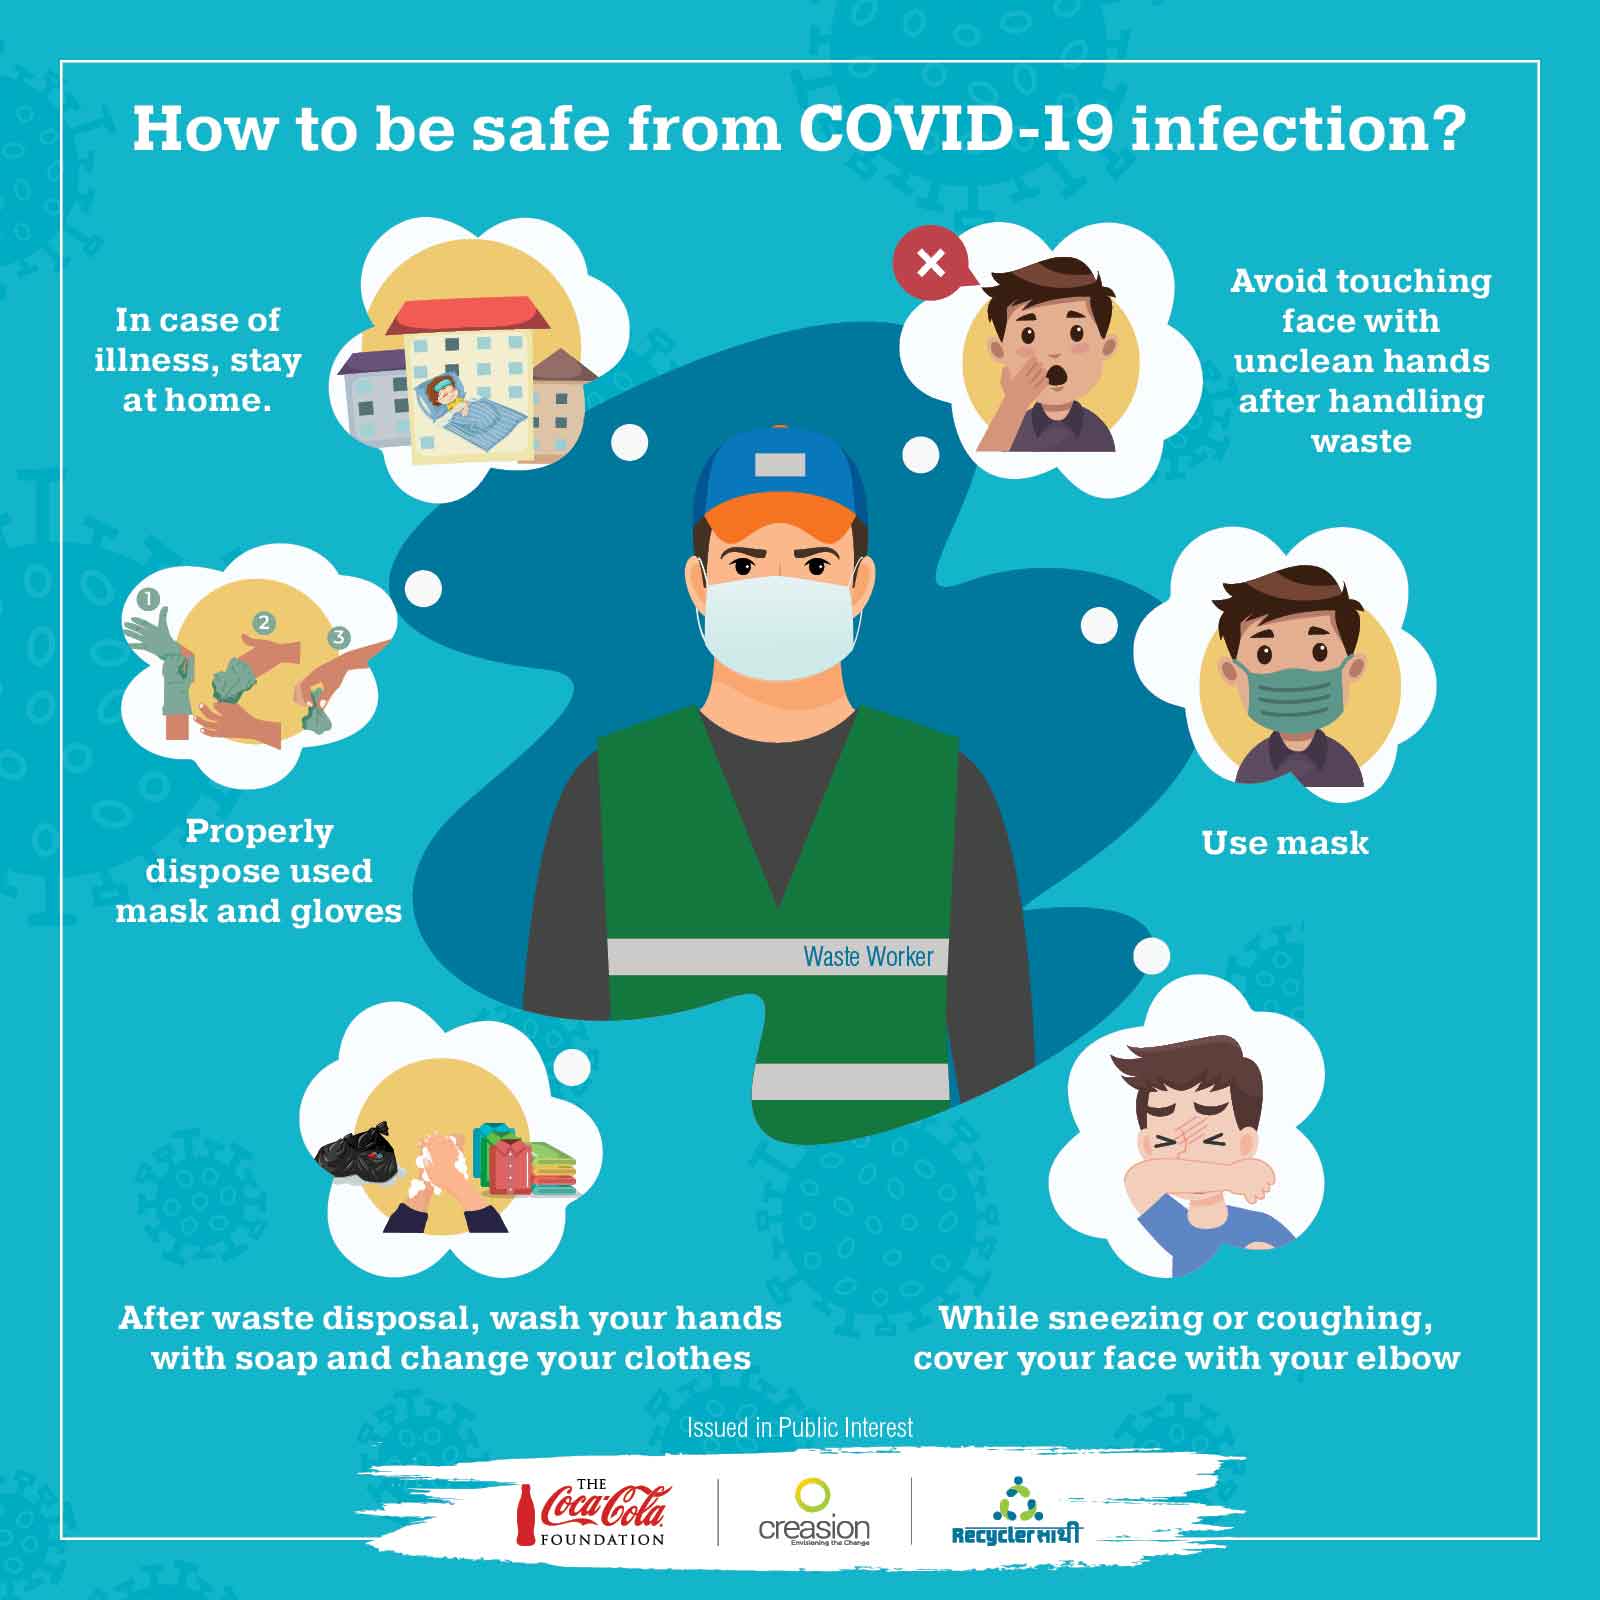 How to be safe from COVID-19 infection?
In case of
illness, stay
at home.
Avoid touching
face with
unclean hands
after handling
waste
1
2
3
Properly
dispose used
mask and gloves
Use mask
Waste Worker
After waste disposal, wash your hands
with soap and change your clothes
While sneezing or coughing,
cover your face with your elbow
Issued in Public Interest
THE
Coca-Cola
FOUNDATION
creasion
Envisioning the Change
Recyclerसाथी